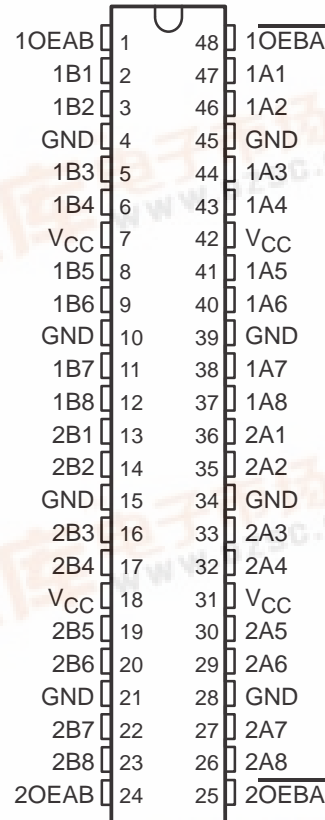 1OEAB 1 48 1OEBA
1B1 2 47 1A1
1B2 3 46 1A2
GND 4 45 GND
1B3 5 44 1A3
1B4 6 43 1A4
VCC 7 42 VCC
1B5 8 41 1A5
1B6 9 40 1A6
GND 10 39 GND
1B7 11 38 1A7
1B8 12 37 1A8
2B1 13 36 2A1
2B2 14 35 2A2
GND 15 34 GND
2B3 16 33 2A3
2B4 17 32 2A4
VCC 18 31 VCC
2B5 19 30 2A5
2B6 20 29 2A6
GND 21 28 GND
2B7 22 27 2A7
2B8 23 26 2A8
2OEAB 24 25 2OEBA